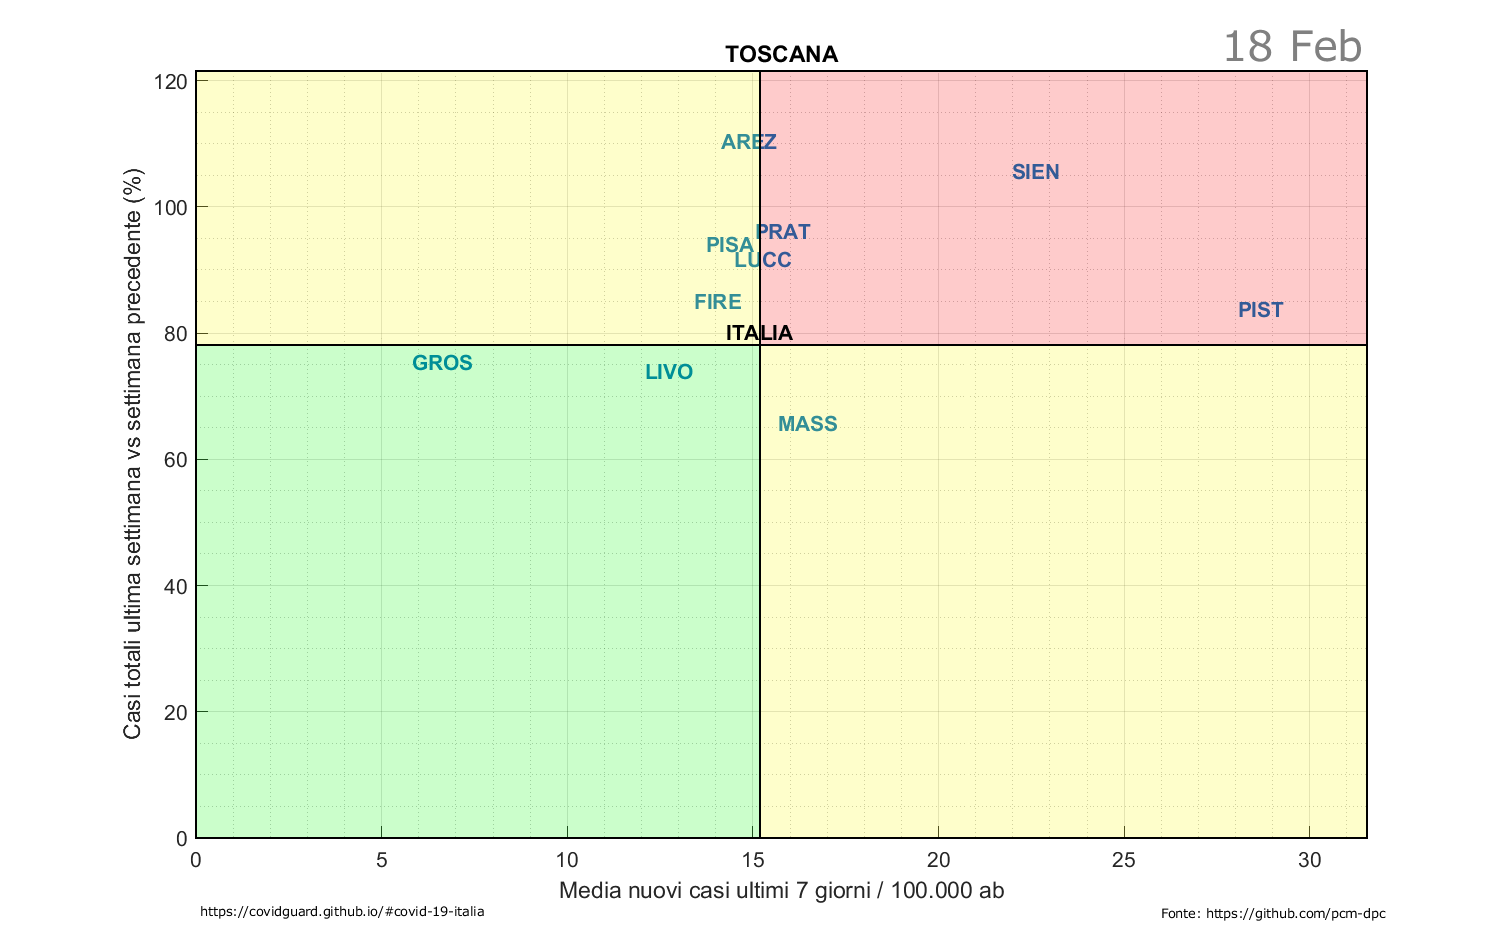 18 Feb
TOSCANA
120
100
80
60
40
20
0
Casi totali ultima settimana vs settimana precedente (%)
AREZ
SIEN
PRAT
PISA
LUCC
FIRE
PIST
ITALIA
GROS
LIVO
MASS
0 5 10 15 20 25 30
Media nuovi casi ultimi 7 giorni / 100.000 ab
https://covidguard.github.io/#covid-19-italia
Fonte: https://github.com/pcm-dpc